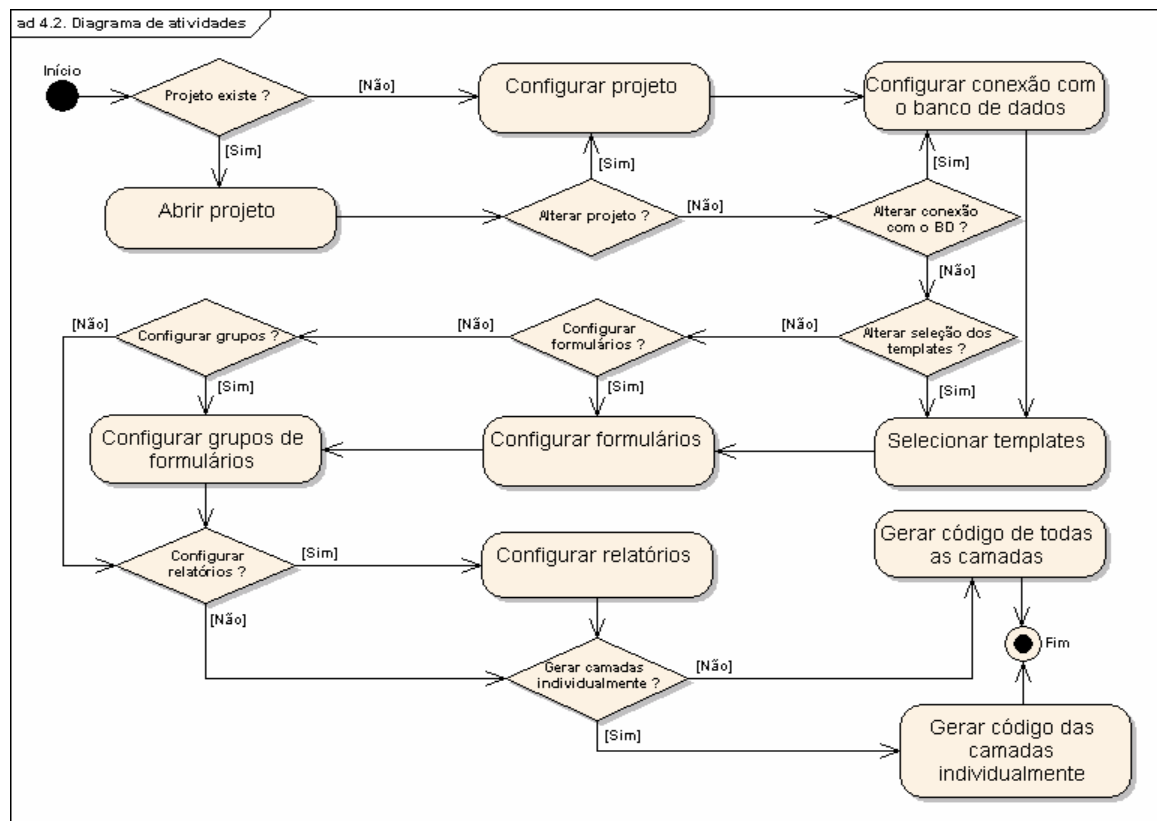 ad 4.2. Diagrama de atividades
Início
Projeto existe ?
[Não]
Configurar projeto
Configurar conexão com
o banco de dados
[Sim]
[Sim]
[Sim]
Abrir projeto
Alterar projeto ?
[Não]
Alterar conexão
com o BD ?
[Não]
[Não]
Configurar grupos ?
[Não]
Configurar
formulários ?
[Não]
Alterar seleção dos
templates ?
[Sim]
[Sim]
[Sim]
Configurar grupos de
formulários
Configurar formulários
Selecionar templates
Configurar
relatórios ?
[Sim]
Configurar relatórios
Gerar código de todas
as camadas
[Não]
Gerar camadas
individualmente ?
[Não]
Fim
[Sim]
Gerar código das
camadas
individualmente